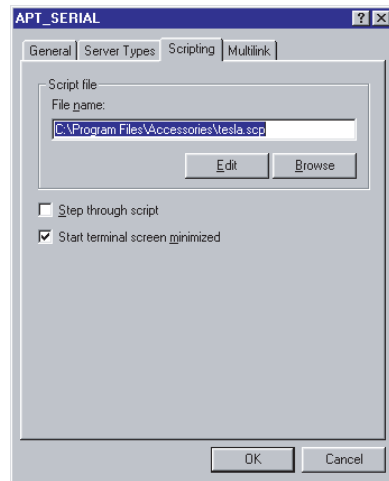 APT_SERIAL
General Server Types Scripting Multilink
Script file
File name:
C:\Program Files\Accessories\tesla.scp
Edit Browse
Step through script
Start terminal screen minimized
OK Cancel